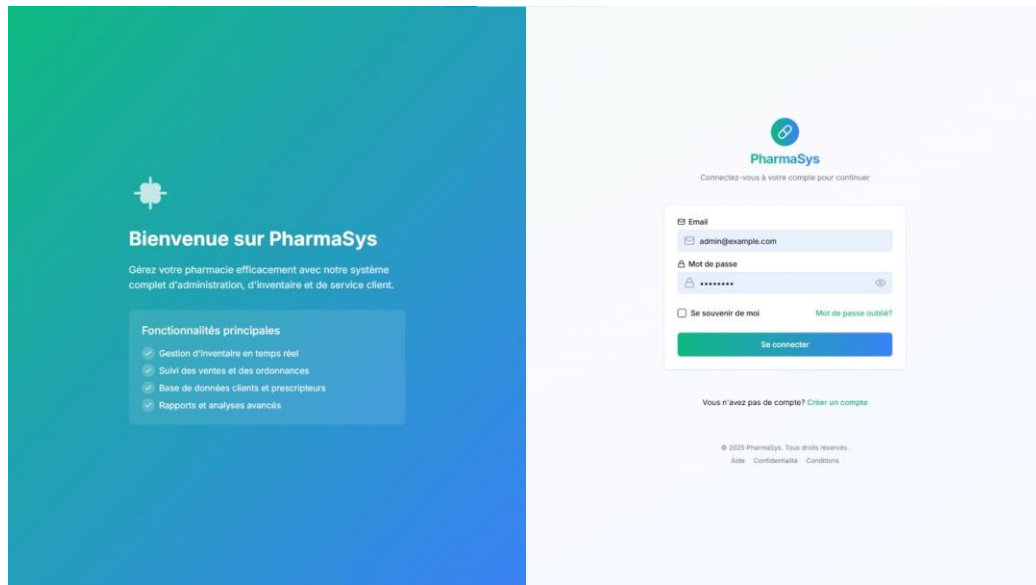 Bienvenue sur PharmaSys
Gérez votre pharmacie efficacement avec notre système
complet d'administration, d'inventaire et de service client.
Fonctionnalités principales
Gestion d'inventaire en temps réel
Suivi des ventes et des ordonnances
Base de données clients et prescripteurs
Rapports et analyses avancés
PharmaSys
Connectez-vous à votre compte pour continuer
Email
admin@example.com
Mot de passe
••••••••
Se souvenir de moi Mot de passe oublié?
Se connecter
Vous n'avez pas de compte? Créer un compte
© 2025 PharmaSys. Tous droits réservés.
Aide Confidentialité Conditions